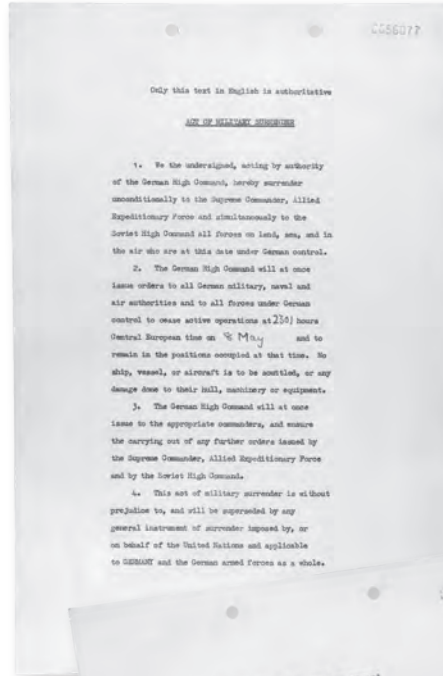 C656077
Only this text in English is authoritative
ACT OF MILITARY SURRENDER
1. We the undersigned, acting by authority
of the German High Command, hereby surrender
unconditionally to the Supreme Commander, Allied
Expeditionary Force and simultaneously to the
Soviet High Command all forces on land, sea, and in
the air who are at this date under German control.
2. The German High Command will at once
issue orders to all German military, naval and
air authorities and to all forces under German
control to cease active operations at 2301 hours
Central European time on 8 May and to
remain in the positions occupied at that time. No
ship, vessel, or aircraft is to be scuttled, or any
damage done to their hull, machinery or equipment.
3. The German High Command will at once
issue to the appropriate commanders, and ensure
the carrying out of any further orders issued by
the Supreme Commander, Allied Expeditionary Force
and by the Soviet High Command.
4. This act of military surrender is without
prejudice to, and will be superseded by any
general instrument of surrender imposed by, or
on behalf of the United Nations and applicable
to GERMANY and the German armed forces as a whole.